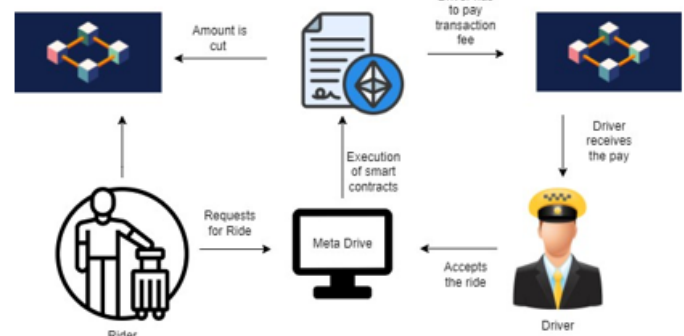 Amount is
cut
to pay
transaction
fee
Driver
receives
the pay
Execution
of smart
contracts
Requests
for Ride
Meta Drive
Accepts
the ride
Driver
Rider